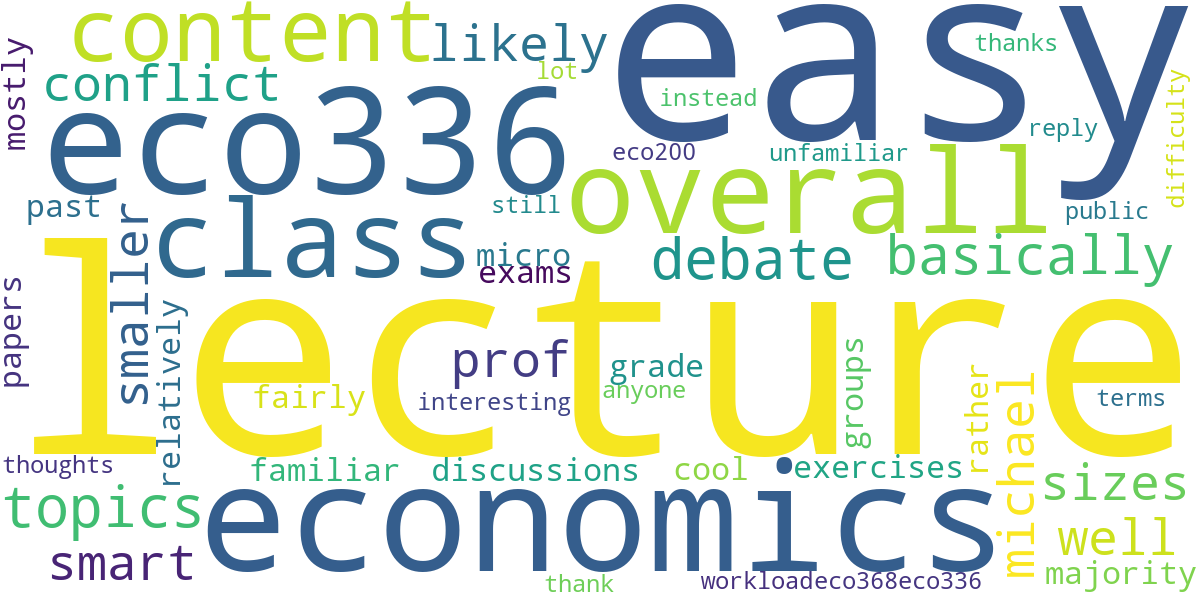 content
likely
easy
thanks
mostly
conflict
lot
instead
difficulty
eco336
eco200
unfamiliar
reply
past
smaller
class
still
overall
public
micro
exams
debate
basically
lecture
papers
relatively
prof
grade
groups
fairly
interesting
anyone
rather
michael
terms
thoughts
familiar
discussions
cool
exercises
topics
economics
sizes
smart
well
thank
workloadeco368eco336
majority